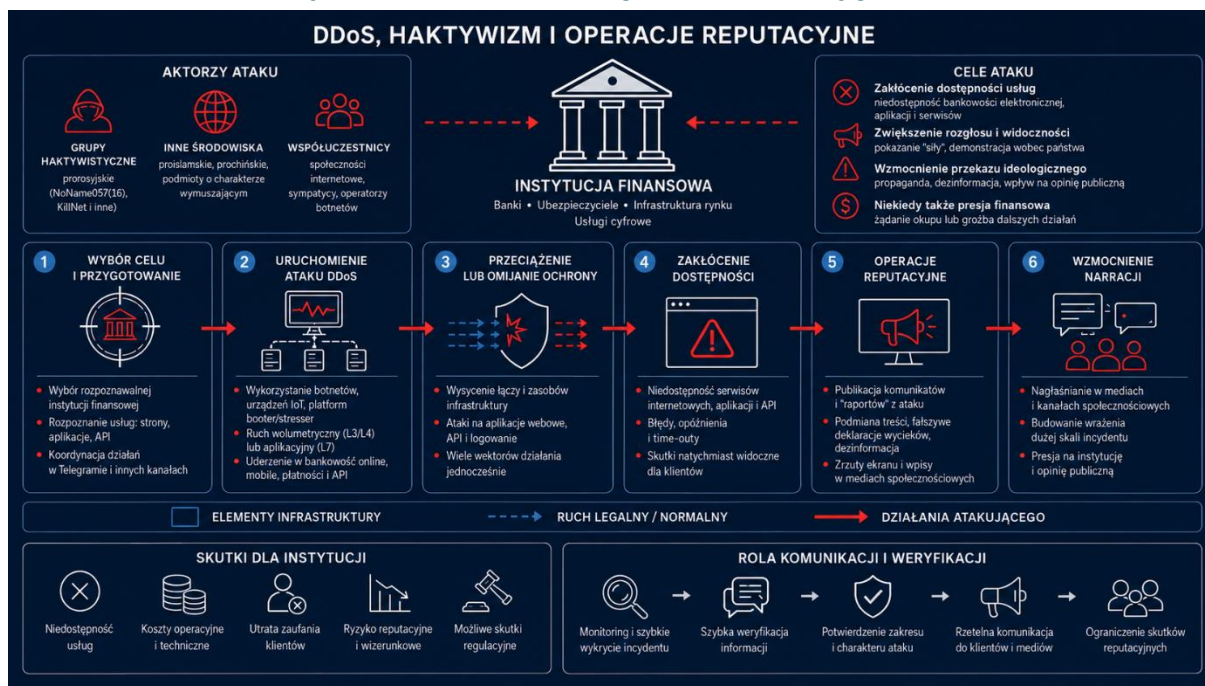 DDoS, HAKTYWIZM I OPERACJE REPUTACYJNE
AKTORZY ATAKU
GRUPY
HAKTYWISTYCZNE
prorosyjskie
(NoName057(16),
KillNet i inne)
INNE ŚRODOWISKA
proislamskie, prochińskie,
podmioty o charakterze
wymuszającym
WSPÓŁUCZESTNICY
społeczności
internetowe,
sympatycy, operatorzy
botnetów
INSTYTUCJA FINANSOWA
Banki • Ubezpieczyciele • Infrastruktura rynku
Usługi cyfrowe
CELE ATAKU
Zakłócenie dostępności usług
niedostępność bankowości elektronicznej,
aplikacji i serwisów
Zwiększenie rozgłosu i widoczności
pokazanie "siły", demonstracja wobec państwa
Wzmocnienie przekazu ideologicznego
propaganda, dezinformacja, wpływ na opinię publiczną
$
Niekiedy także presja finansowa
żądanie okupu lub groźba dalszych działań
1
WYBÓR CELU
I PRZYGOTOWANIE
• Wybór rozpoznawalnej
instytucji finansowej
• Rozpoznanie usług: strony,
aplikacje, API
• Koordynacja działań
w Telegramie i innych kanałach
2
URUCHOMIENIE
ATAKU DDoS
• Wykorzystanie botnetów,
urządzeń IoT, platform
booter/stresser
• Ruch wolumetryczny (L3/L4)
lub aplikacyjny (L7)
• Uderzenie w bankowość online,
mobile, płatności i API
3
PRZECIĄŻENIE
LUB OMIJANIE OCHRONY
• Wysycenie łączy i zasobów
infrastruktury
• Ataki na aplikacje webowe,
API i logowanie
• Wiele wektorów działania
jednocześnie
4
ZAKŁÓCENIE
DOSTĘPNOŚCI
• Niedostępność serwisów
internetowych, aplikacji i API
• Błędy, opóźnienia
i time-outy
• Skutki natychmiast widoczne
dla klientów
5
OPERACJE
REPUTACYJNE
• Publikacja komunikatów
i "raportów" z ataku
• Podmiana treści, fałszywe
deklaracje wycieków,
dezinformacja
• Zrzuty ekranu i wpisy
w mediach społecznościowych
6
WZMOCNIENIE
NARRACJI
• Nagłaśnianie w mediach
i kanałach społecznościowych
• Budowanie wrażenia
dużej skali incydentu
• Presja na instytucję
i opinię publiczną
ELEMENTY INFRASTRUKTURY
RUCH LEGALNY / NORMALNY
DZIAŁANIA ATAKUJĄCEGO
SKUTKI DLA INSTYTUCJI
Niedostępność
usług
Koszty operacyjne
i techniczne
Utrata zaufania
klientów
Ryzyko reputacyjne
i wizerunkowe
Możliwe skutki
regulacyjne
ROLA KOMUNIKACJI I WERYFIKACJI
Monitoring i szybkie
wykrycie incydentu
Szybka weryfikacja
informacji
Potwierdzenie zakresu
i charakteru ataku
Rzetelna komunikacja
do klientów i mediów
Ograniczenie skutków
reputacyjnych